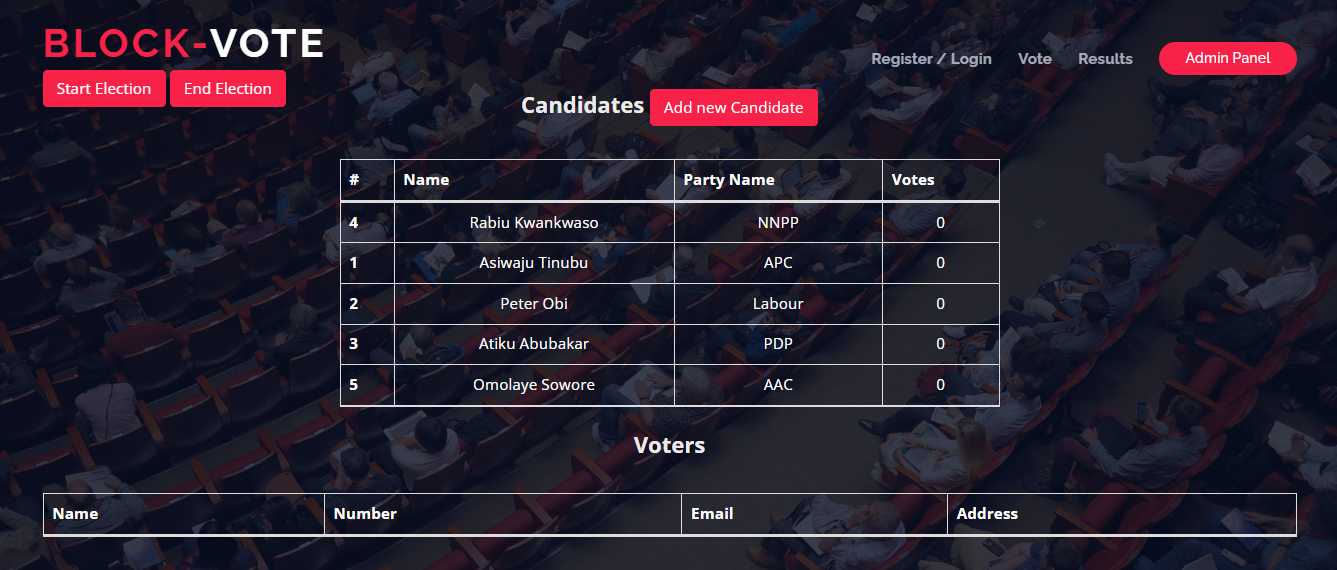 BLOCK-VOTE
Register / Login Vote Results Admin Panel
Start Election End Election
Candidates Add new Candidate
# Name Party Name Votes
4 Rabiu Kwankwaso NNPP 0
1 Asiwaju Tinubu APC 0
2 Peter Obi Labour 0
3 Atiku Abubakar PDP 0
5 Omolaye Sowore AAC 0
Voters
Name Number Email Address